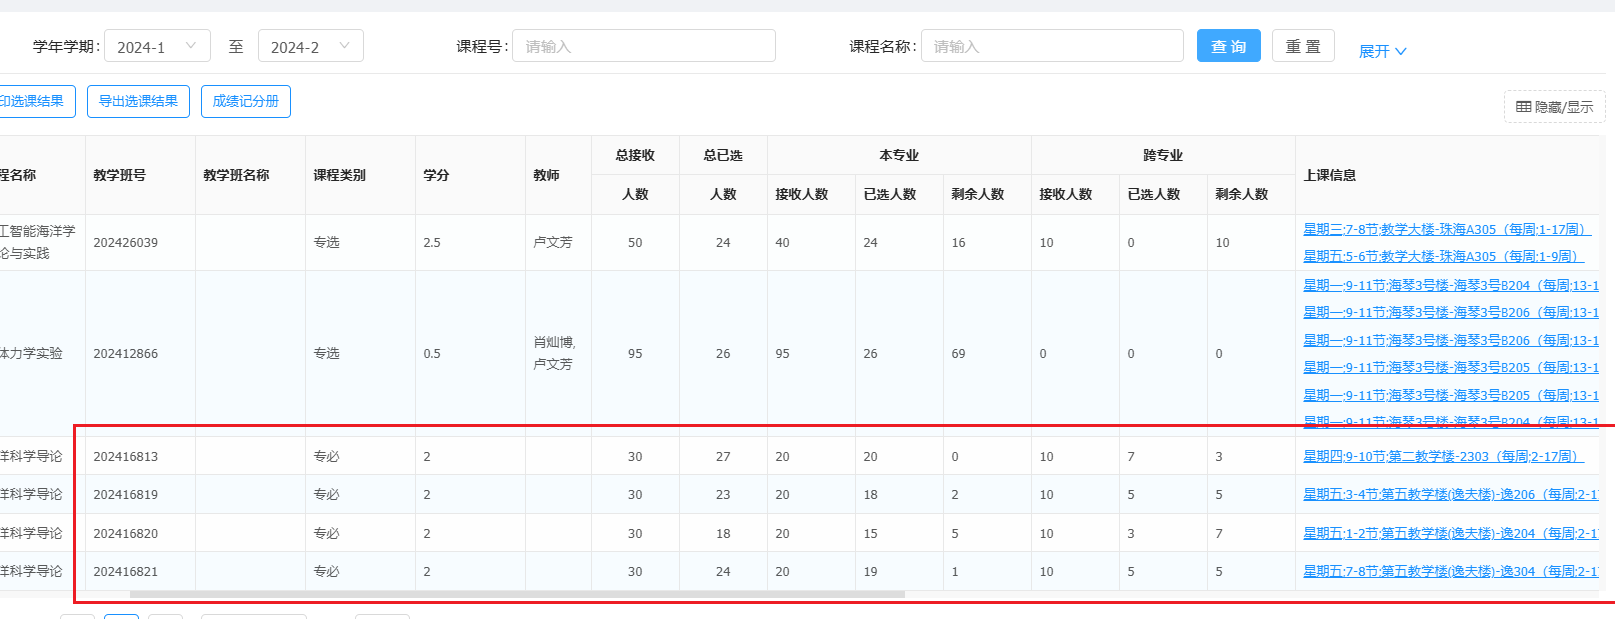 学年学期: 2024-1 至 2024-2 课程号: 请输入 课程名称: 请输入 查询 重置 展开
印选课结果 导出选课结果 成绩记分册 隐藏/显示
程名称 教学班号 教学班名称 课程类别 学分 教师 总接收 总已选 本专业 跨专业 上课信息
人数 人数 接收人数 已选人数 剩余人数 接收人数 已选人数 剩余人数
工智能海洋学
论与实践
202426039 专选 2.5 卢文芳 50 24 40 24 16 10 0 10
星期三;7-8节;教学大楼-珠海A305（每周;1-17周）
星期五;5-6节;教学大楼-珠海A305（每周;1-9周）
体力学实验 202412866 专选 0.5
肖灿博,
卢文芳
95 26 95 26 69 0 0 0
星期一;9-11节;海琴3号楼-海琴3号B204（每周;13-1
星期一;9-11节;海琴3号楼-海琴3号B206（每周;13-1
星期一;9-11节;海琴3号楼-海琴3号B206（每周;13-1
星期一;9-11节;海琴3号楼-海琴3号B205（每周;13-1
星期一;9-11节;海琴3号楼-海琴3号B205（每周;13-1
星期一;9-11节;海琴3号楼-海琴3号B204（每周;13-1
洋科学导论 202416813 专必 2 30 27 20 20 0 10 7 3 星期四;9-10节;第二教学楼-2303（每周;2-17周）
洋科学导论 202416819 专必 2 30 23 20 18 2 10 5 5 星期五;3-4节;第五教学楼(逸夫楼)-逸206（每周;2-1
洋科学导论 202416820 专必 2 30 18 20 15 5 10 3 7 星期五;1-2节;第五教学楼(逸夫楼)-逸204（每周;2-1
洋科学导论 202416821 专必 2 30 24 20 19 1 10 5 5 星期五;7-8节;第五教学楼(逸夫楼)-逸304（每周;2-1